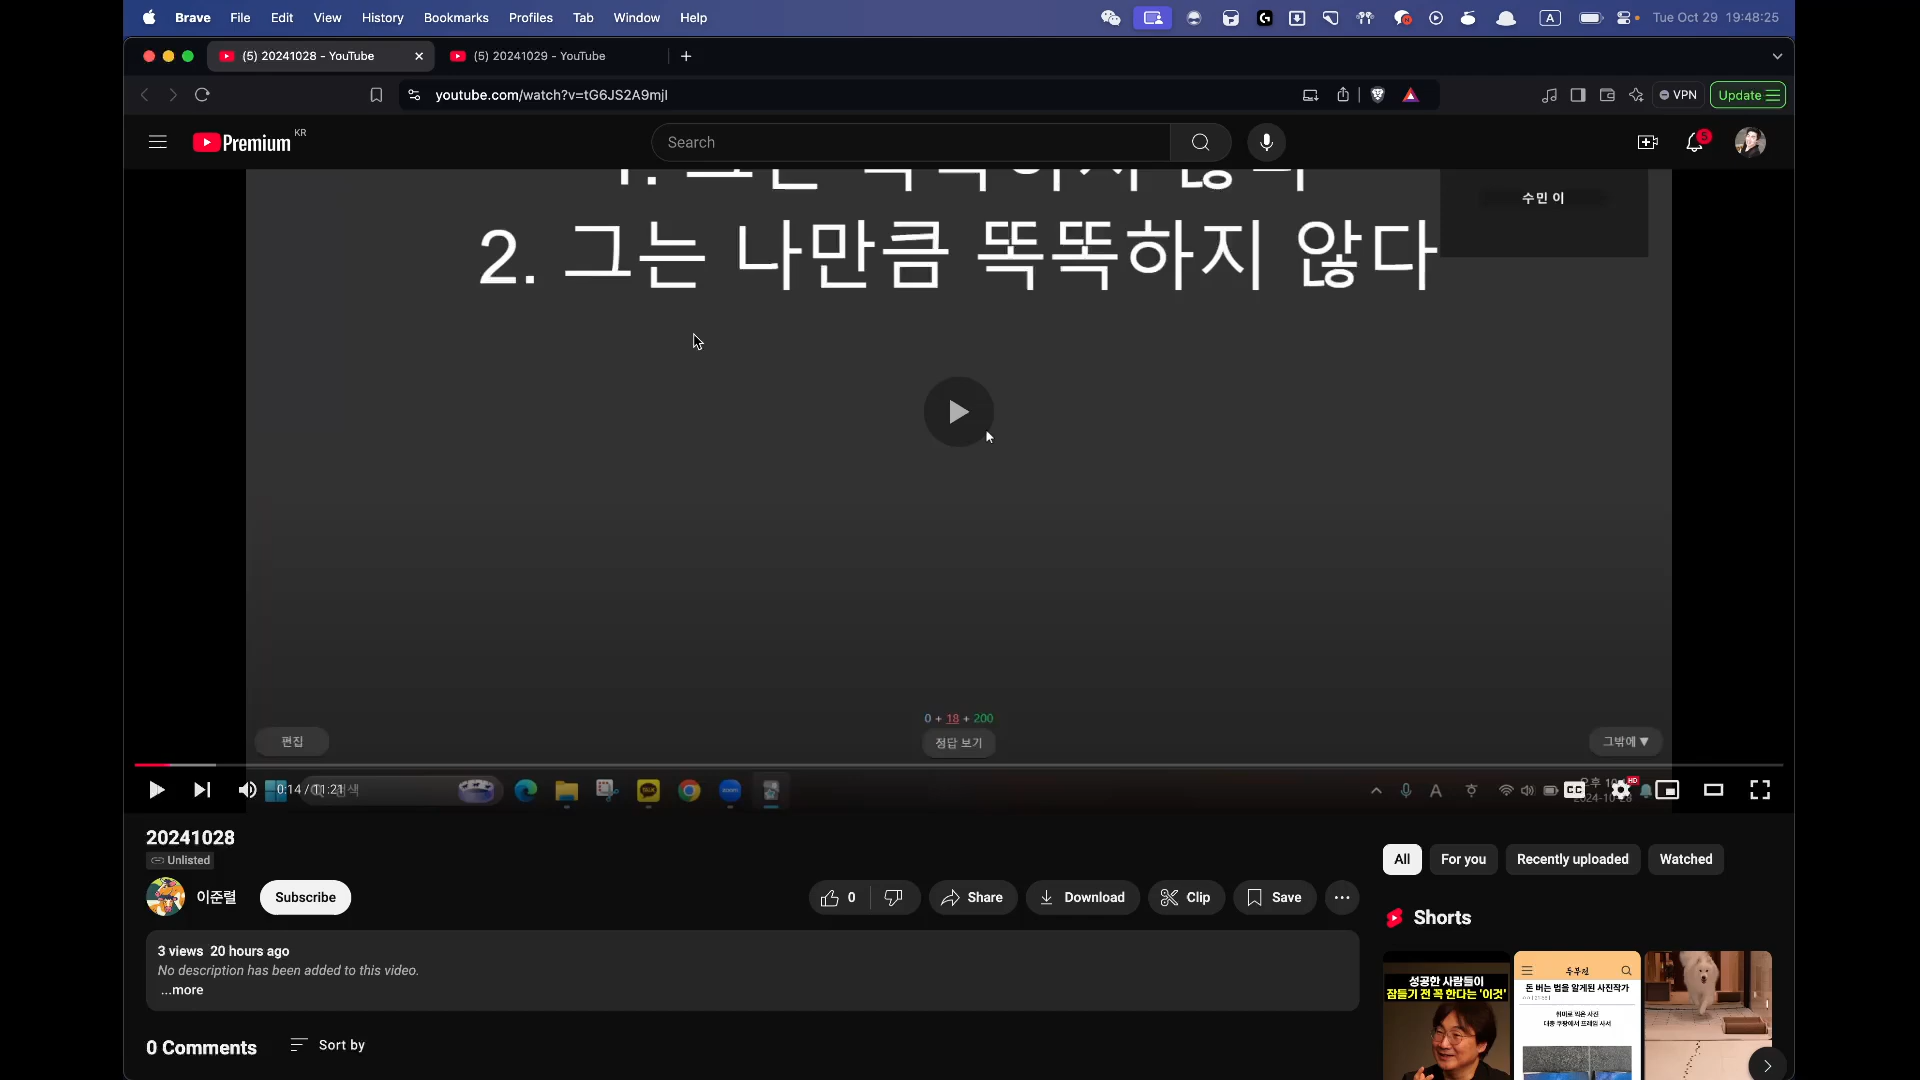 Brave File Edit View History Bookmarks Profiles Tab Window Help
A
Tue Oct 29 19:48:25
(5) 20241028 - YouTube
(5) 20241029 - YouTube
youtube.com/watch?v=tG6JS2A9mjI
VPN
Update
Premium KR
Search
5
수민 이
2. 그는 나만큼 똑똑하지 않다
0 + 18 + 200
편집
정답 보기
그밖에 ▼
0:14 / 11:21
A
CC
HD
20241028
Unlisted
이준렬
Subscribe
0
Share
Download
Clip
Save
All
For you
Recently uploaded
Watched
Shorts
3 views 20 hours ago
No description has been added to this video.
...more
0 Comments
Sort by
성공한 사람들이
잠들기 전 꼭 한다는 '이것'
돈 버는 법을 알게된 사진작가